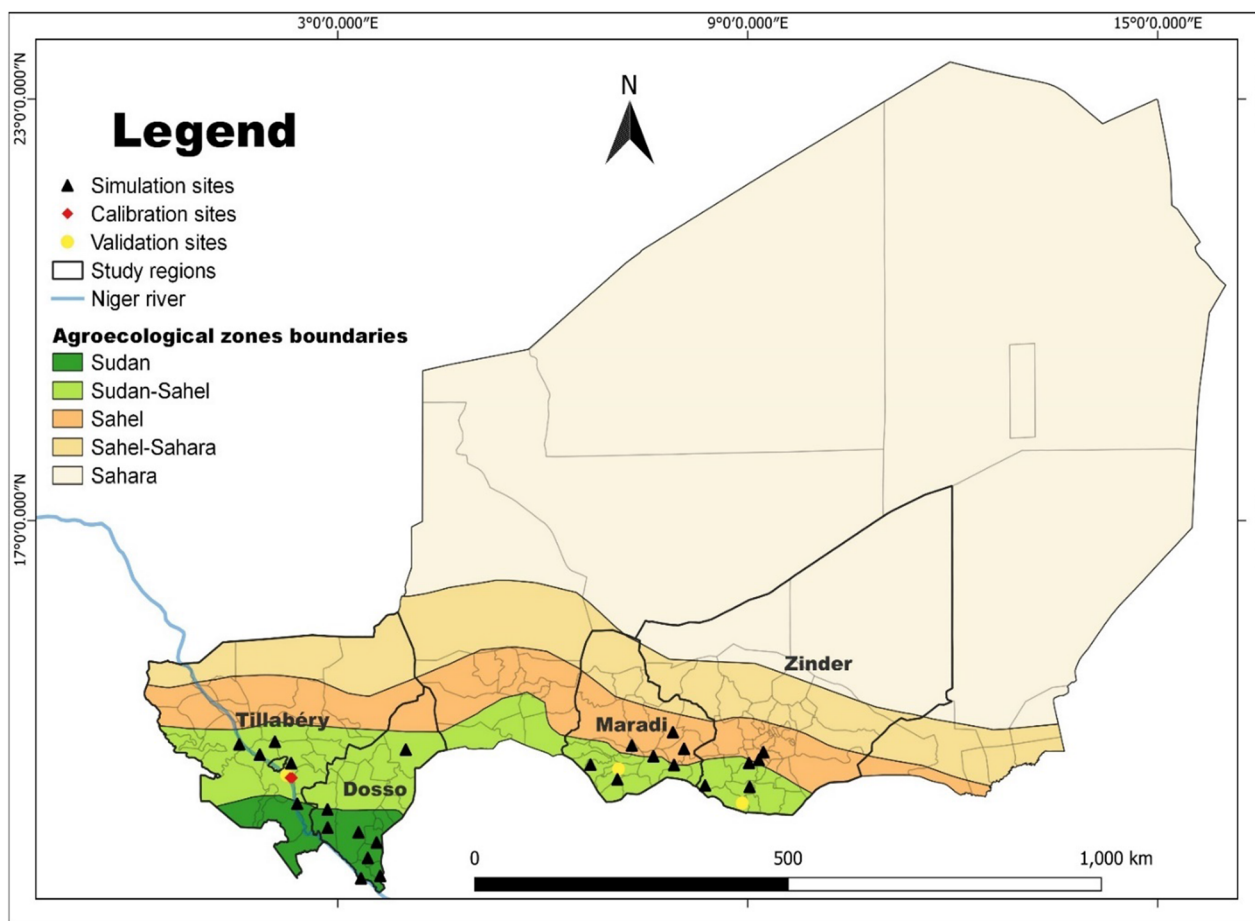 3°0'0.000"E
9°0'0.000"E
15°0'0.000"E
23°0'0.000"N
N
Legend
Simulation sites
Calibration sites
Validation sites
Study regions
Niger river
Agroecological zones boundaries
Sudan
Sudan-Sahel
Sahel
Sahel-Sahara
Sahara
17°0'0.000"N
Zinder
Tillabéry
Maradi
Dosso
0
500
1,000 km